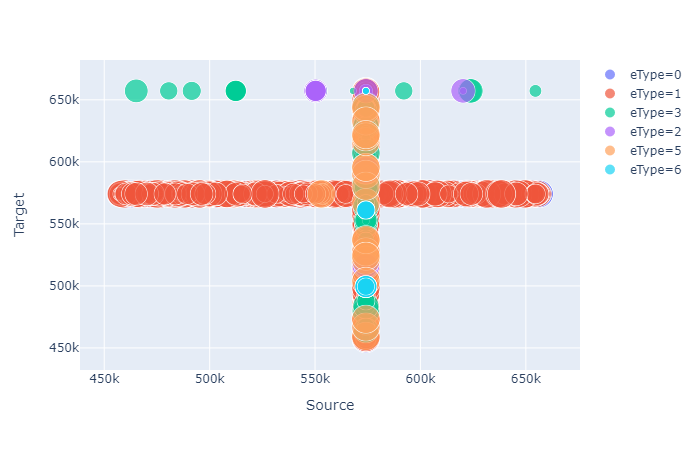 650k
600k
550k
500k
450k
Target
450k
500k
550k
600k
650k
Source
eType=0
eType=1
eType=3
eType=2
eType=5
eType=6